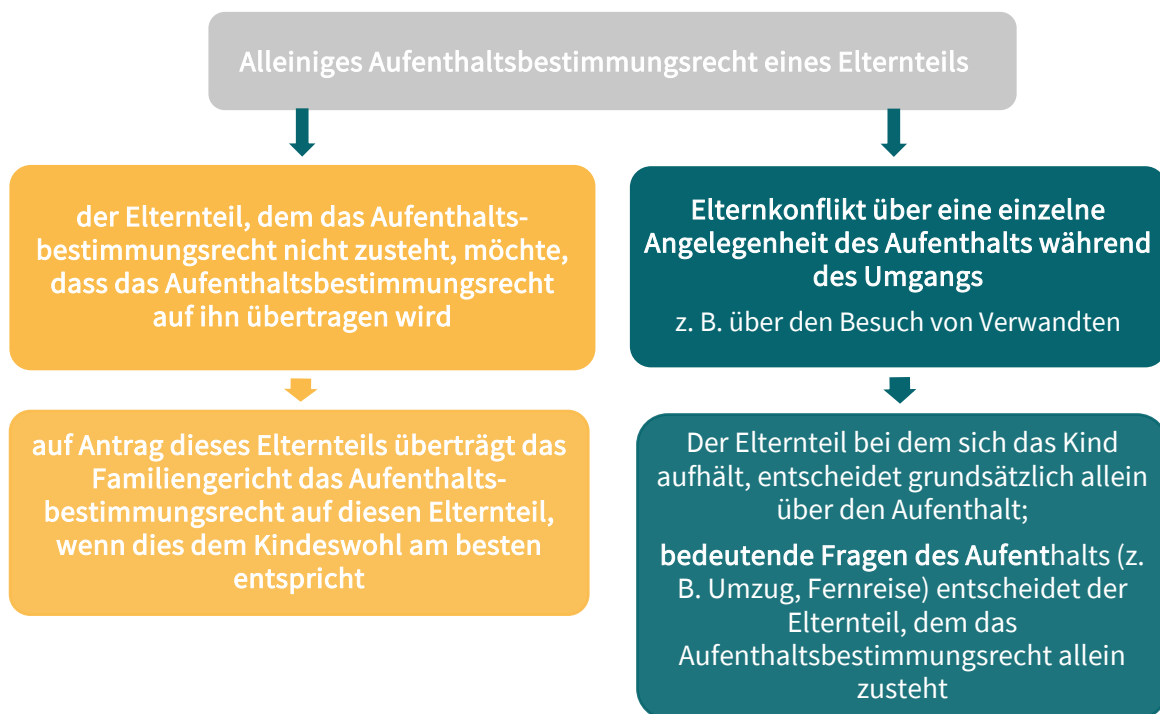 Alleiniges Aufenthaltsbestimmungsrecht eines Elternteils
der Elternteil, dem das Aufenthalts-
bestimmungsrecht nicht zusteht, möchte,
dass das Aufenthaltsbestimmungsrecht
auf ihn übertragen wird
auf Antrag dieses Elternteils überträgt das
Familiengericht das Aufenthalts-
bestimmungsrecht auf diesen Elternteil,
wenn dies dem Kindeswohl am besten
entspricht
Elternkonflikt über eine einzelne
Angelegenheit des Aufenthalts während
des Umgangs
z. B. über den Besuch von Verwandten
Der Elternteil bei dem sich das Kind
aufhält, entscheidet grundsätzlich allein
über den Aufenthalt;
bedeutende Fragen des Aufenthalts (z.
B. Umzug, Fernreise) entscheidet der
Elternteil, dem das
Aufenthaltsbestimmungsrecht allein
zusteht